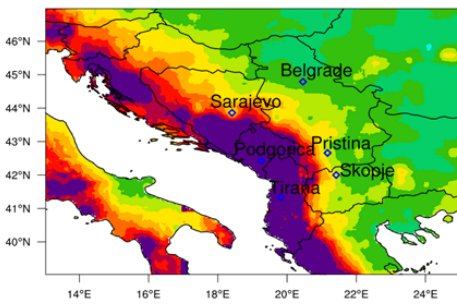 46°N
45°N
Belgrade
44°N
Sarajevo
43°N
Podgorica
Pristina
42°N
Skopje
Tirana
41°N
40°N
14°E 16°E 18°E 20°E 22°E 24°E